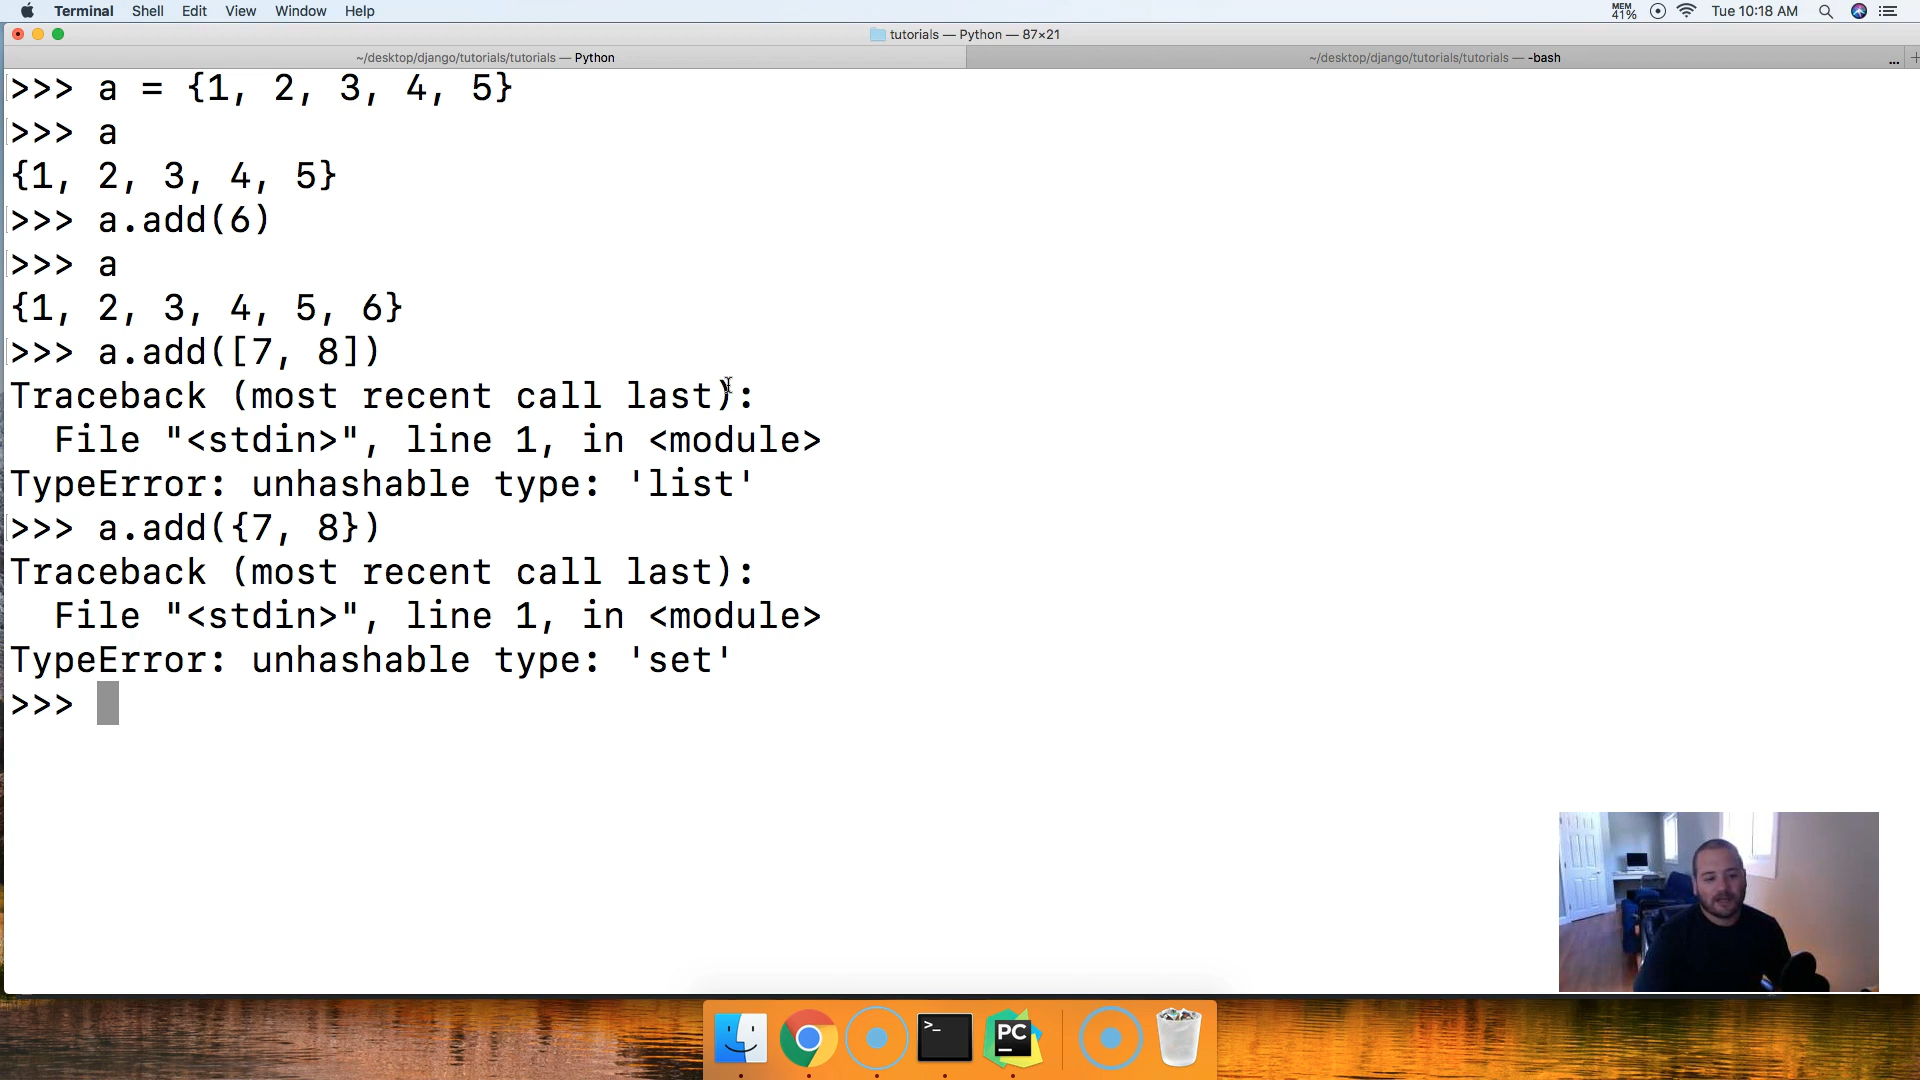 Terminal Shell Edit View Window Help MEM 41% Tue 10:18 AM
tutorials — Python — 87×21
~/desktop/django/tutorials/tutorials — Python ~/desktop/django/tutorials/tutorials — -bash ... +
>>> a = {1, 2, 3, 4, 5}
>>> a
{1, 2, 3, 4, 5}
>>> a.add(6)
>>> a
{1, 2, 3, 4, 5, 6}
>>> a.add([7, 8])
Traceback (most recent call last):
  File "<stdin>", line 1, in <module>
TypeError: unhashable type: 'list'
>>> a.add({7, 8})
Traceback (most recent call last):
  File "<stdin>", line 1, in <module>
TypeError: unhashable type: 'set'
>>>
>_ PC